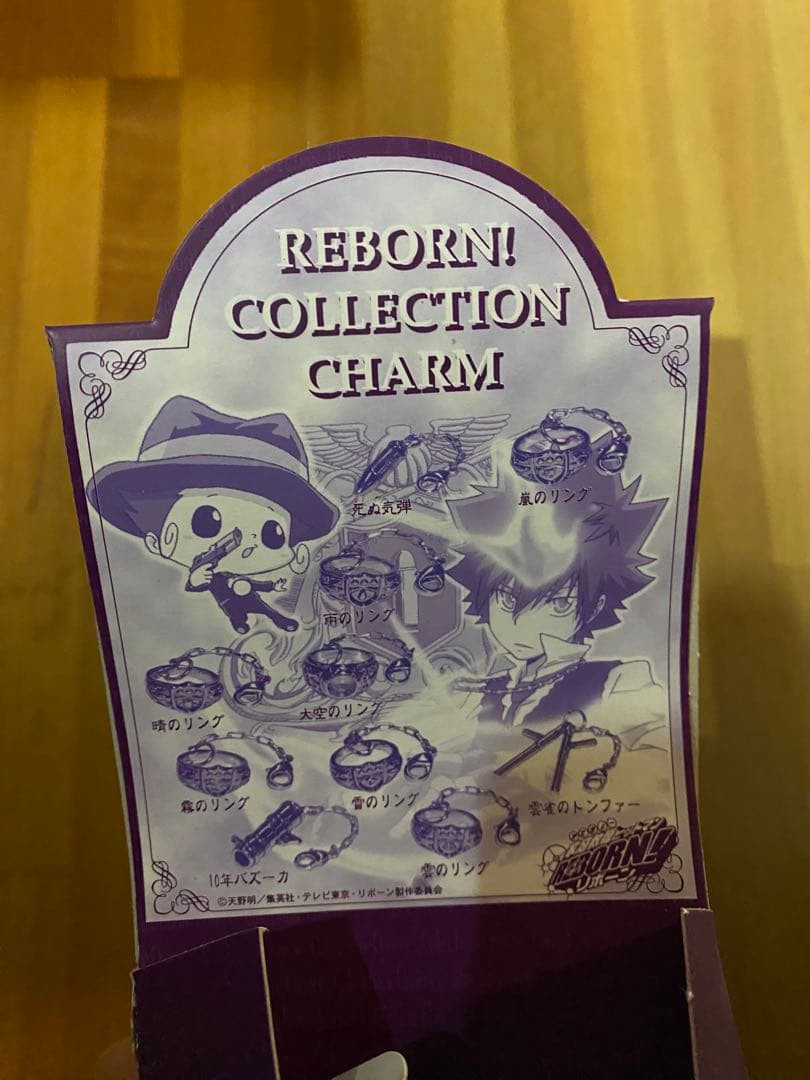 REBORN!
COLLECTION
CHARM
死ぬ気弾
嵐のリング
雨のリング
晴のリング
大空のリング
霧のリング
雷のリング
雲雀のトンファー
10年バズーカ
雲のリング
REBORN!
リボーン
©天野明/集英社・テレビ東京・リボーン製作委員会